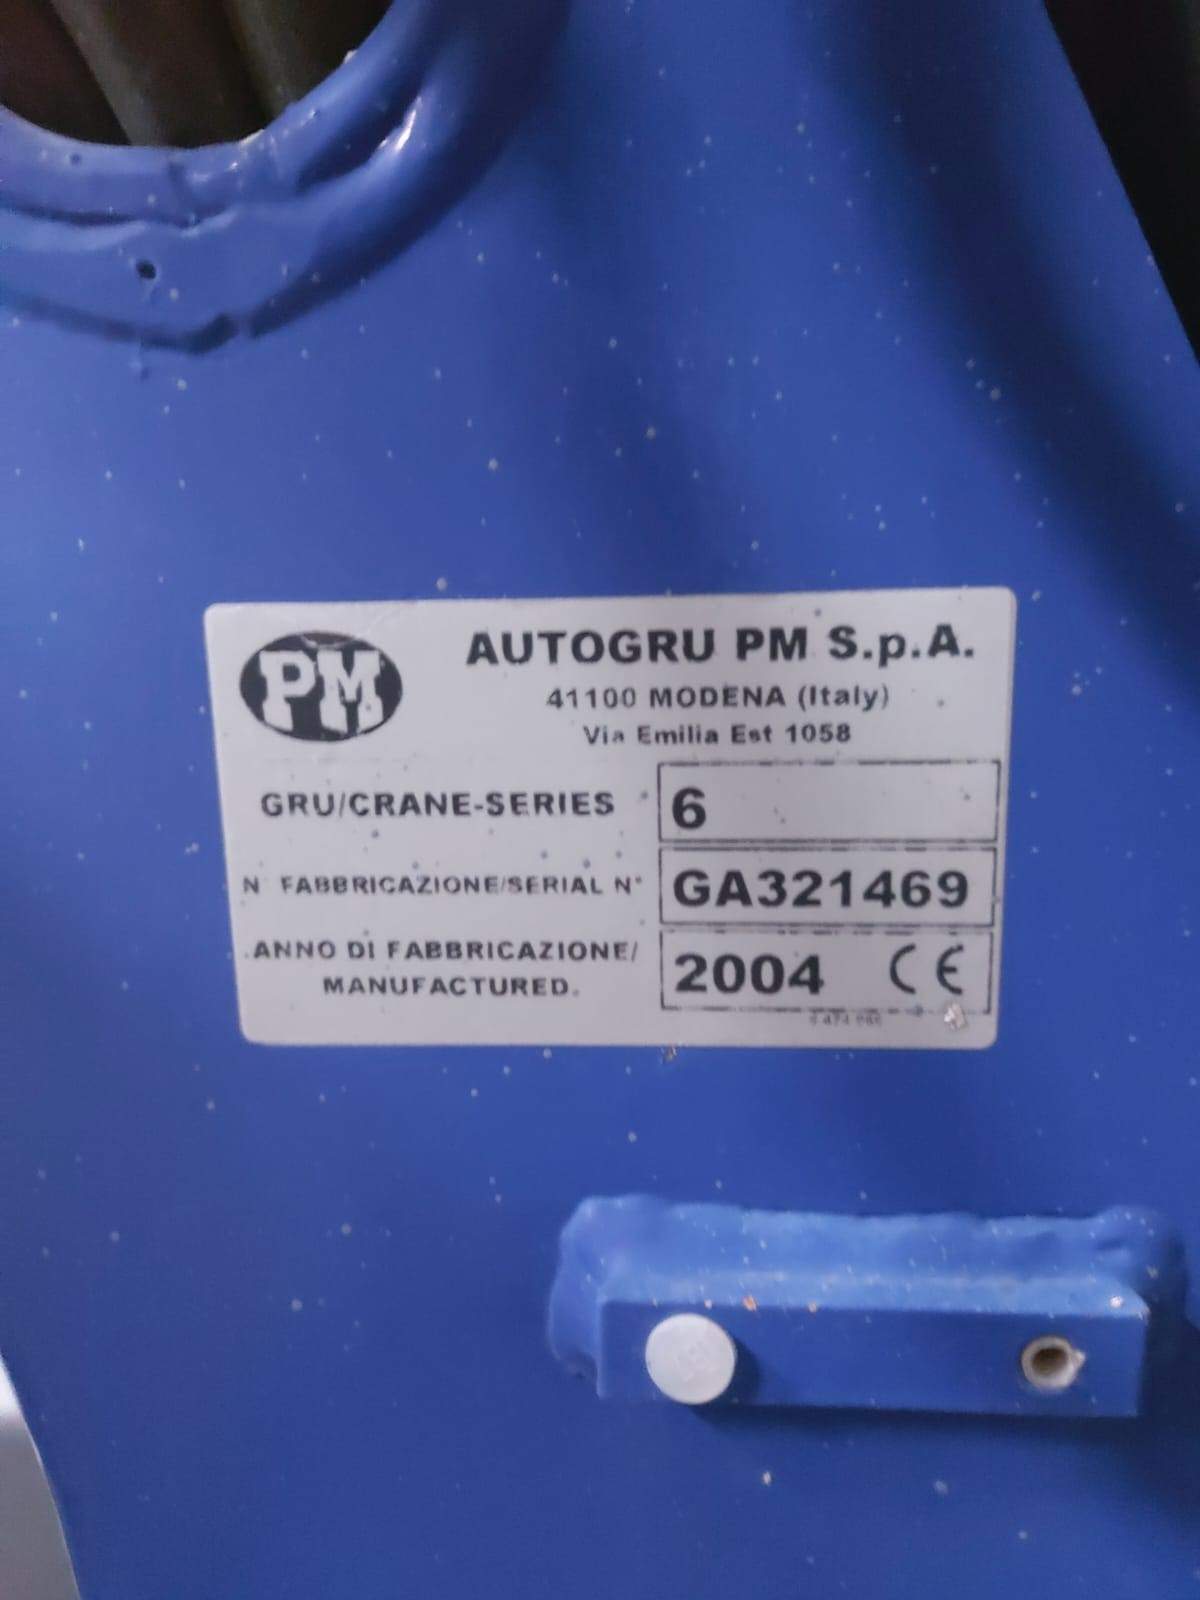 PM
AUTOGRU PM S.p.A.
41100 MODENA (Italy)
Via Emilia Est 1058
GRU/CRANE-SERIES 6
N° FABBRICAZIONE/SERIAL N° GA321469
ANNO DI FABBRICAZIONE/
MANUFACTURED. 2004 CE